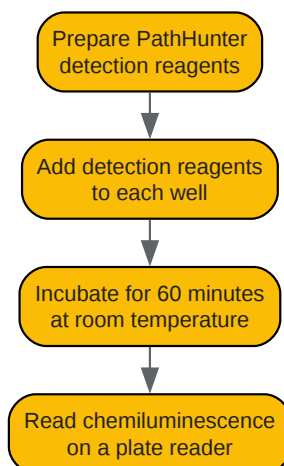 Prepare PathHunter
detection reagents
Add detection reagents
to each well
Incubate for 60 minutes
at room temperature
Read chemiluminescence
on a plate reader